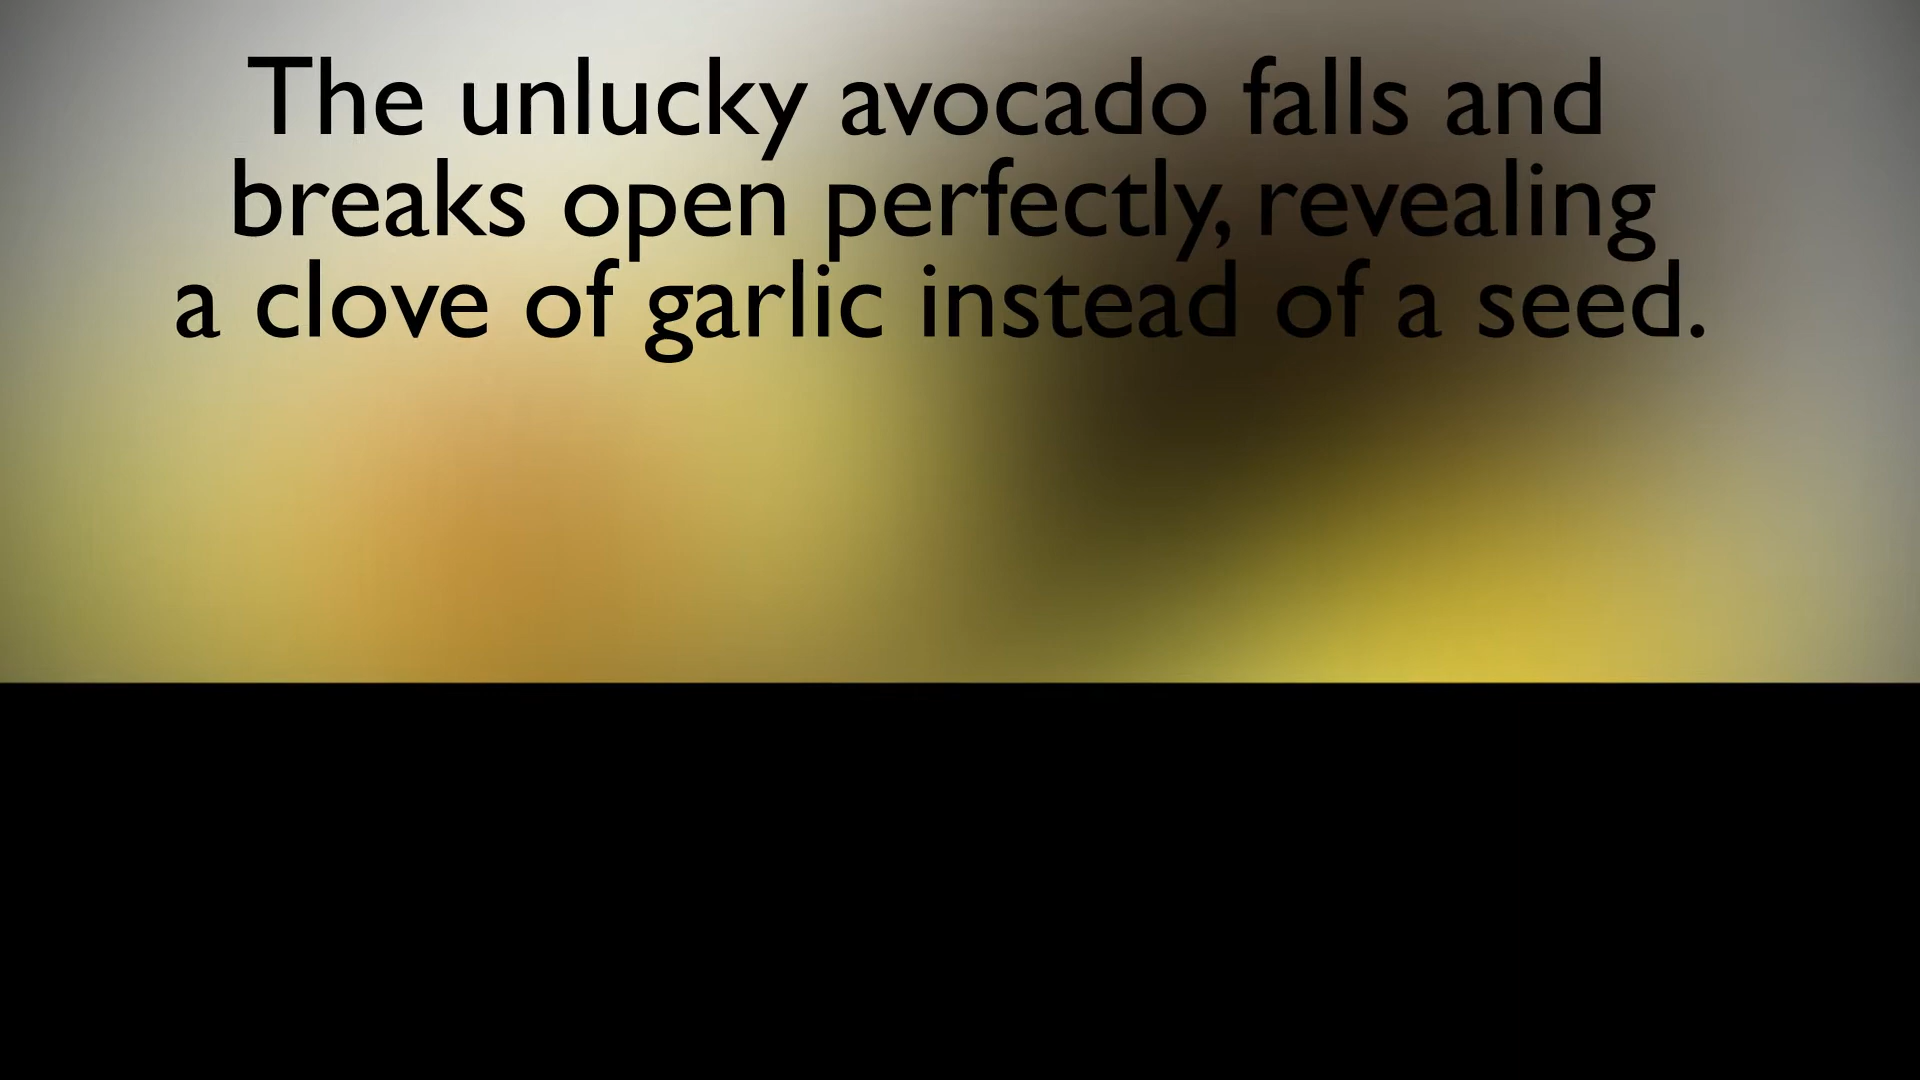 The unlucky avocado falls and
breaks open perfectly, revealing
a clove of garlic instead of a seed.